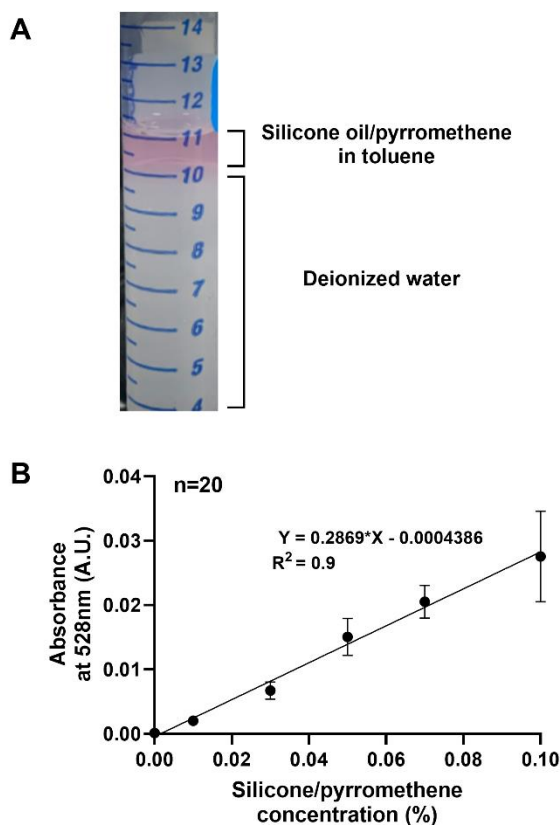 A
14
13
12
11
10
9
8
7
6
5
4
Silicone oil/pyrromethene
in toluene
Deionized water
B
n=20
Y = 0.2869*X - 0.0004386
R² = 0.9
Absorbance
at 528nm (A.U.)
0.04
0.03
0.02
0.01
0.00
0.00 0.02 0.04 0.06 0.08 0.10
Silicone/pyrromethene
concentration (%)